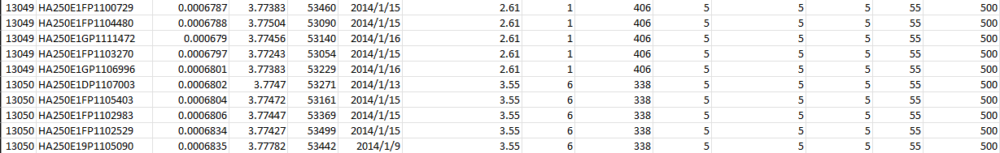 13049 HA250E1FP1100729 0.0006787 3.77383 53460 2014/1/15 2.61 1 406 5 5 5 55 500
13049 HA250E1FP1104480 0.0006788 3.77504 53090 2014/1/15 2.61 1 406 5 5 5 55 500
13049 HA250E1GP1111472 0.000679 3.77456 53140 2014/1/16 2.61 1 406 5 5 5 55 500
13049 HA250E1FP1103270 0.0006797 3.77243 53054 2014/1/15 2.61 1 406 5 5 5 55 500
13049 HA250E1GP1106996 0.0006801 3.77383 53229 2014/1/16 2.61 1 406 5 5 5 55 500
13050 HA250E1DP1107003 0.0006802 3.7747 53271 2014/1/13 3.55 6 338 5 5 5 55 500
13050 HA250E1FP1105403 0.0006804 3.77472 53161 2014/1/15 3.55 6 338 5 5 5 55 500
13050 HA250E1FP1102983 0.0006806 3.77447 53369 2014/1/15 3.55 6 338 5 5 5 55 500
13050 HA250E1FP1102529 0.0006834 3.77427 53499 2014/1/15 3.55 6 338 5 5 5 55 500
13050 HA250E19P1105090 0.0006835 3.77782 53442 2014/1/9 3.55 6 338 5 5 5 55 500